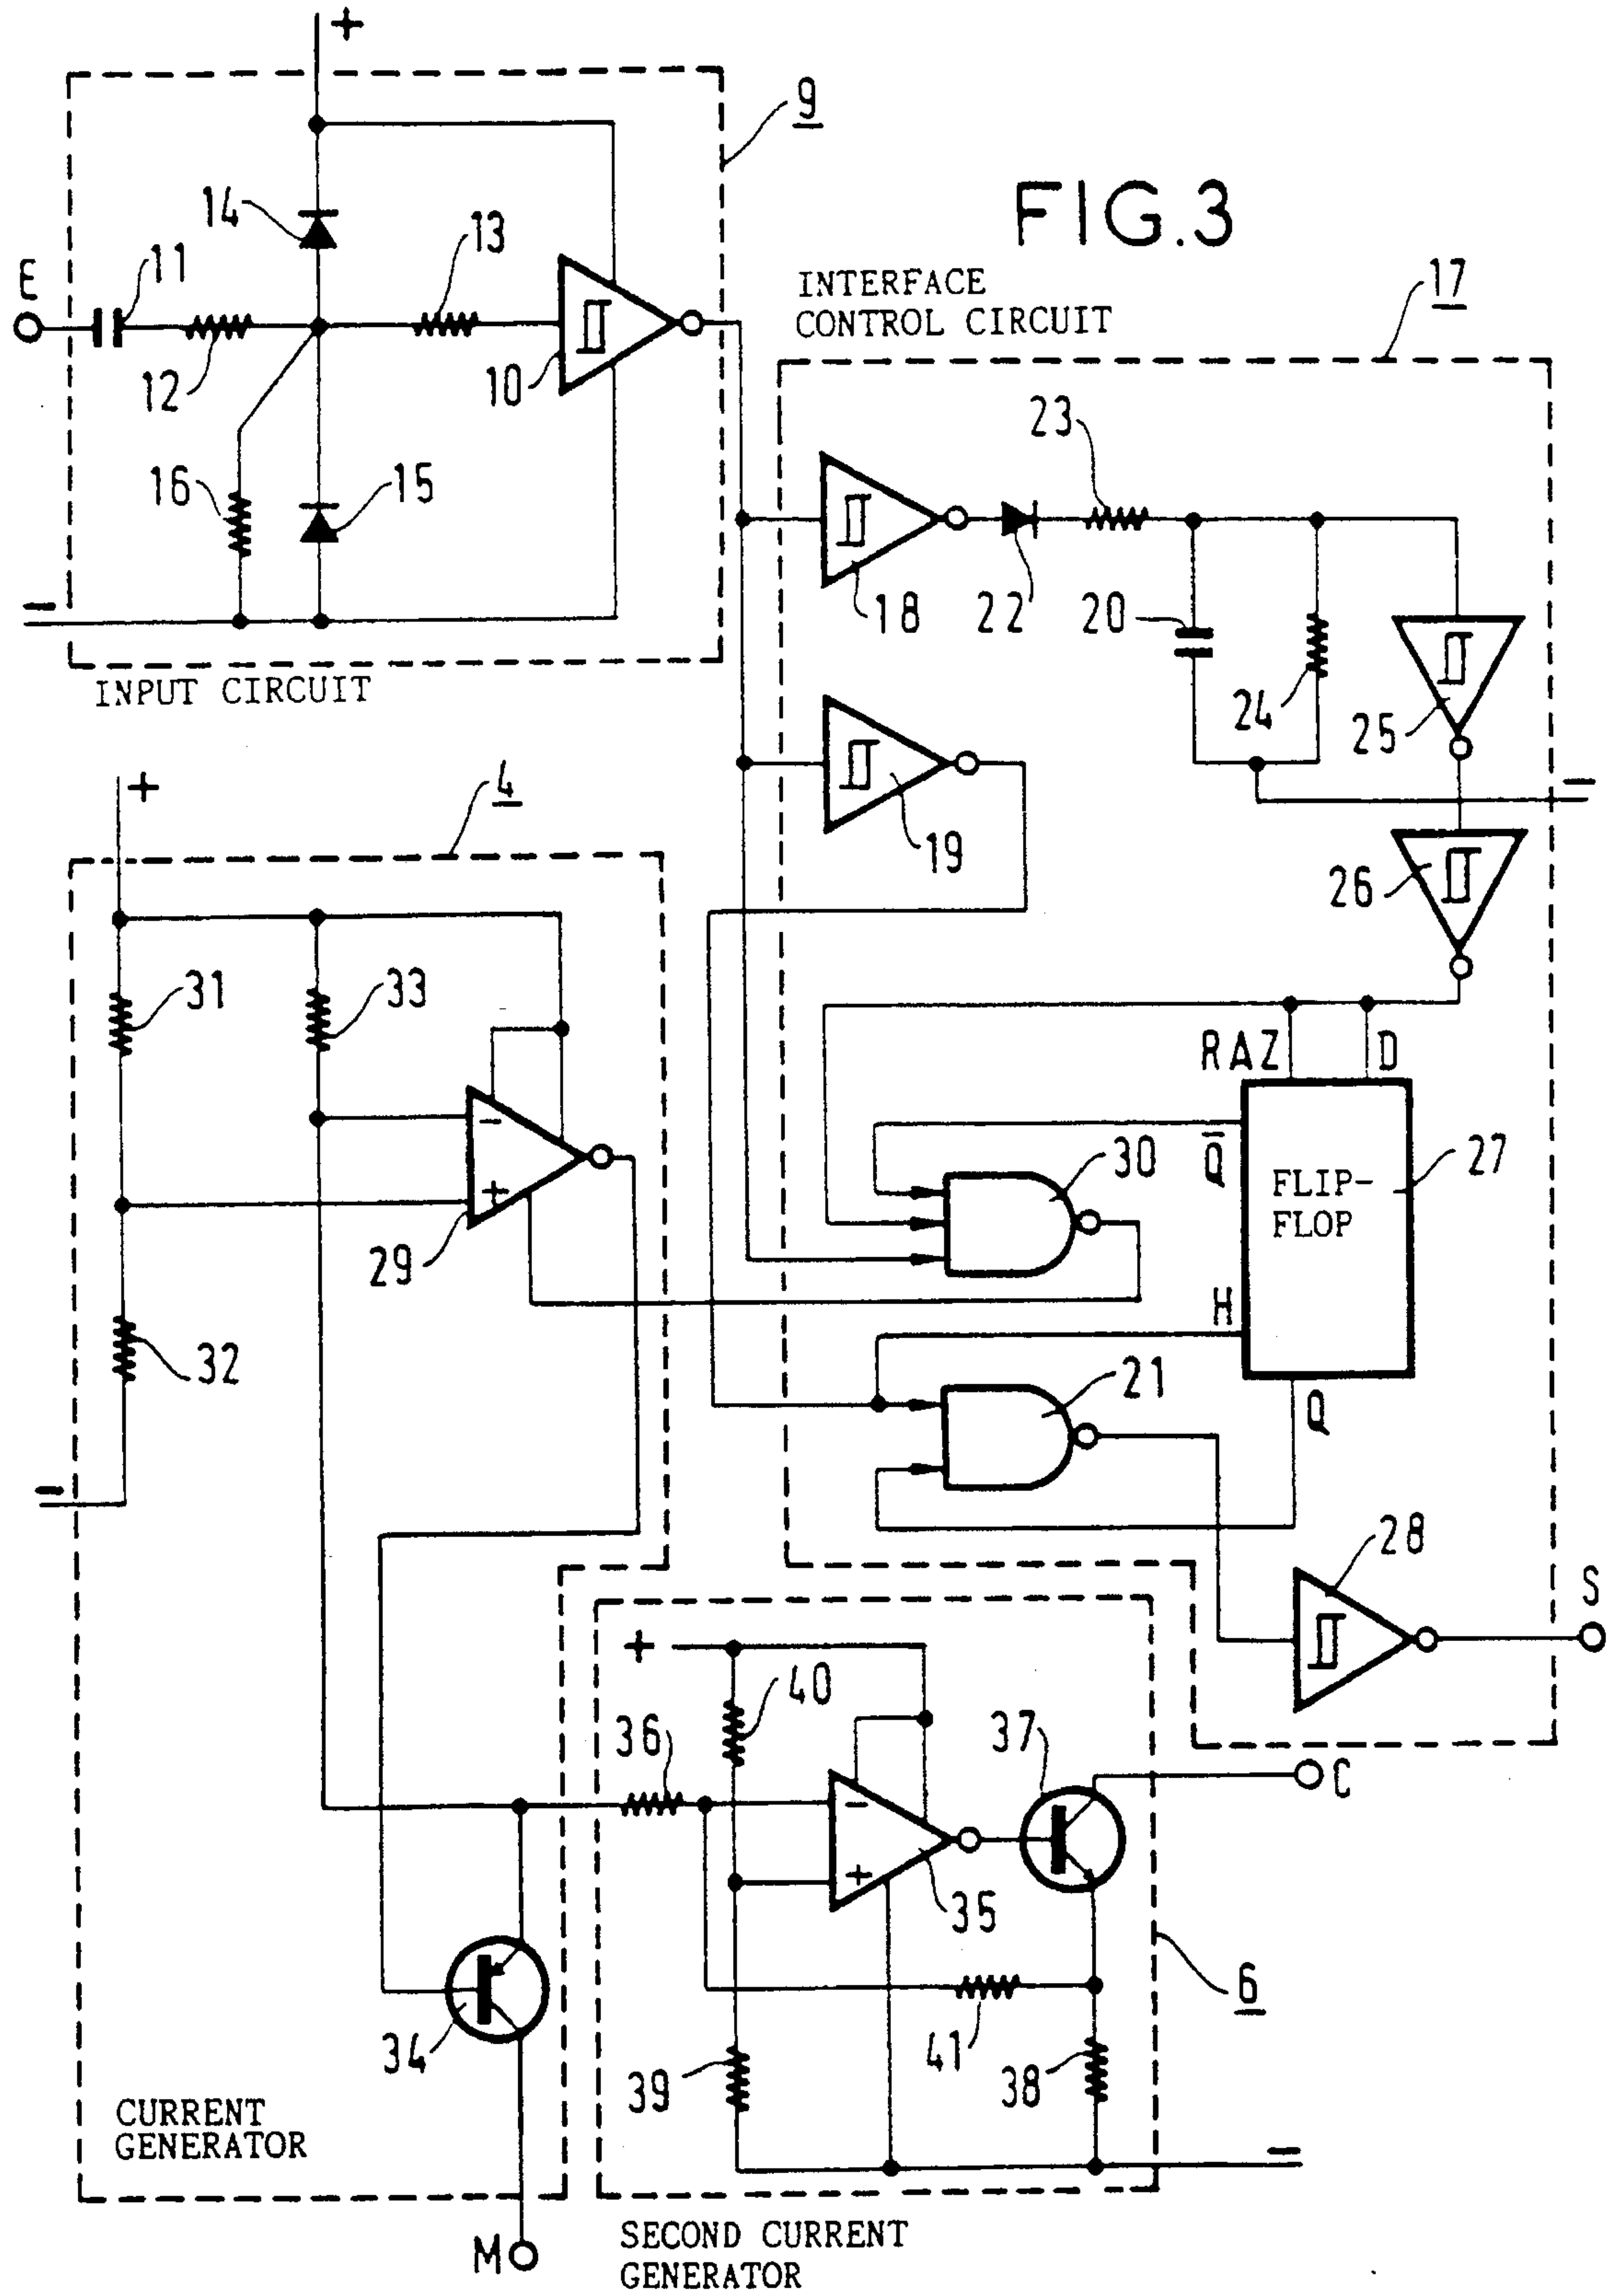 +
9
FIG.3
14
13
E
11
INTERFACE
CONTROL CIRCUIT
17
12
10
23
16
15
18
22
20
24
25
−
INPUT CIRCUIT
+
4
−
19
26
31
33
RAZ
D
−
+
29
30
Q̅
FLIP-
FLOP
27
H
32
21
Q
−
28
S
+
40
36
37
C
−
+
35
34
39
41
38
6
CURRENT
GENERATOR
−
M
SECOND CURRENT
GENERATOR